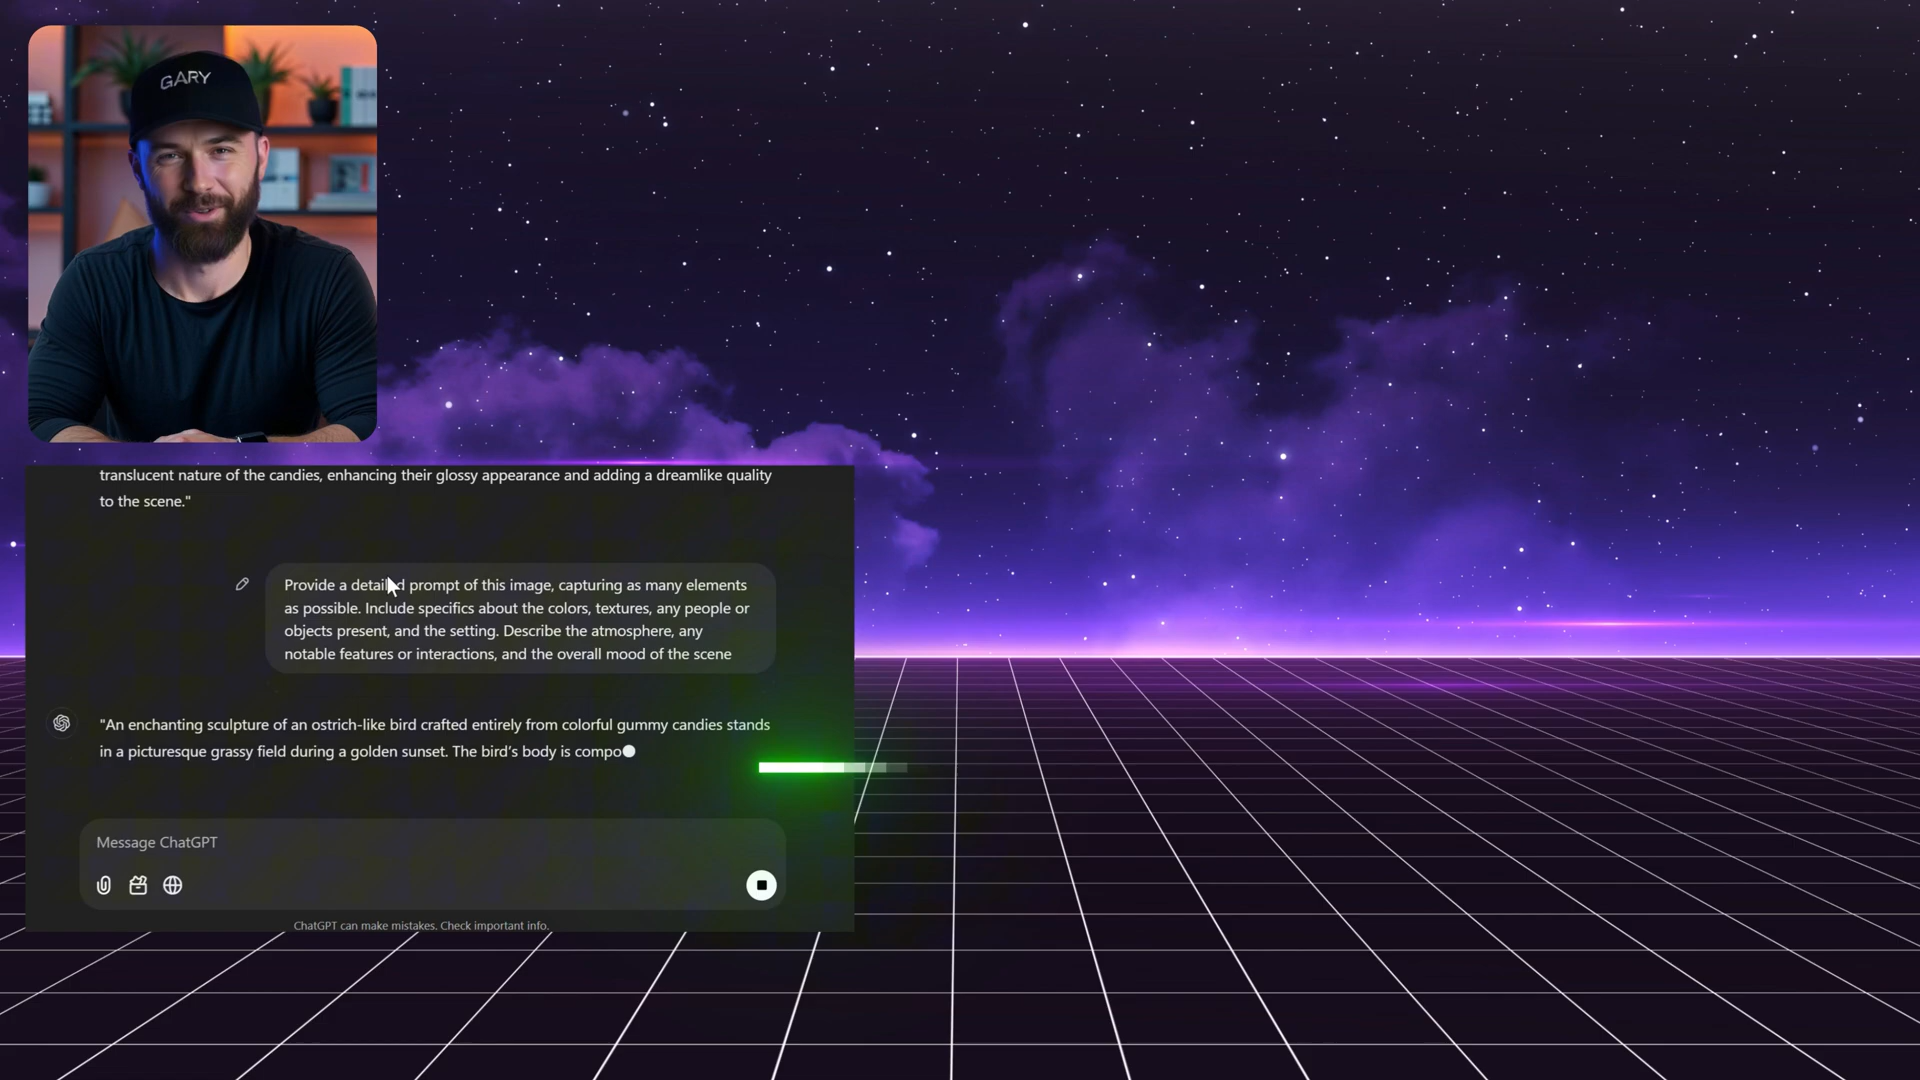 GARY
translucent nature of the candies, enhancing their glossy appearance and adding a dreamlike quality
to the scene."
Provide a detailed prompt of this image, capturing as many elements
as possible. Include specifics about the colors, textures, any people or
objects present, and the setting. Describe the atmosphere, any
notable features or interactions, and the overall mood of the scene
"An enchanting sculpture of an ostrich-like bird crafted entirely from colorful gummy candies stands
in a picturesque grassy field during a golden sunset. The bird’s body is compo
Message ChatGPT
ChatGPT can make mistakes. Check important info.